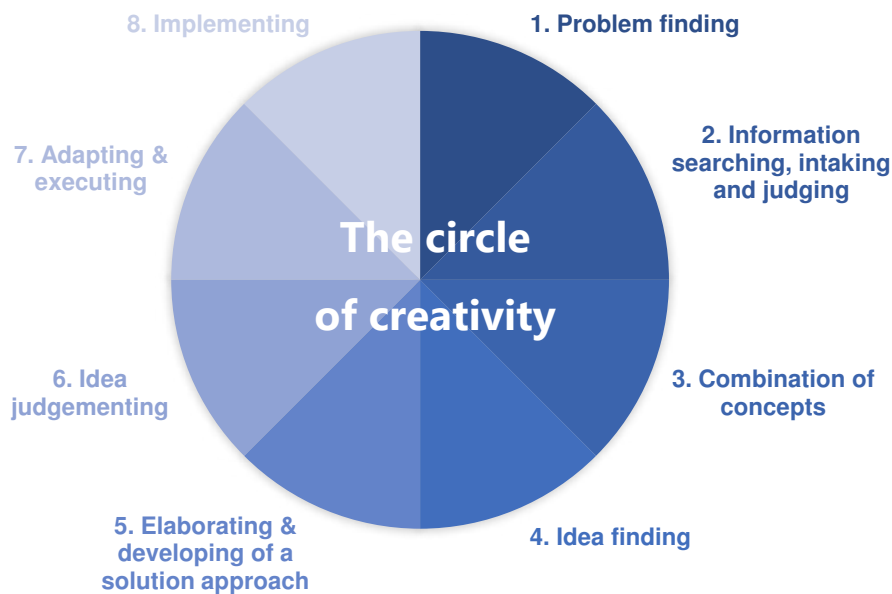 The circle
of creativity
1. Problem finding
2. Information
searching, intaking
and judging
3. Combination of
concepts
4. Idea finding
5. Elaborating &
developing of a
solution approach
6. Idea
judgementing
7. Adapting &
executing
8. Implementing